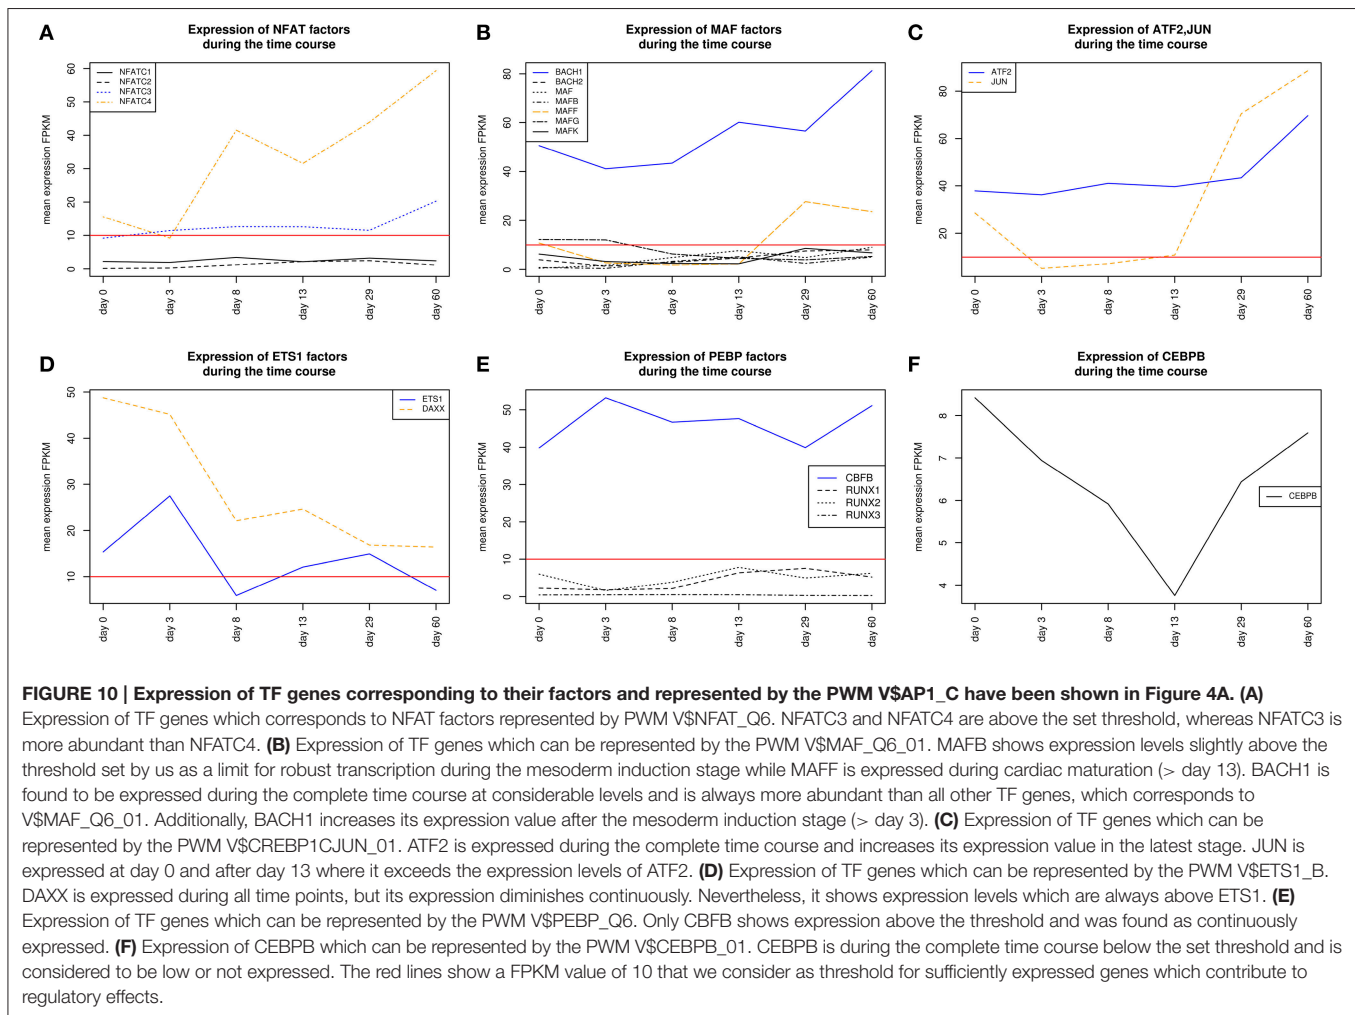 A
Expression of NFAT factors
during the time course
mean expression FPKM
60
50
40
30
20
10
0
NFATC1
NFATC2
NFATC3
NFATC4
day 0
day 3
day 8
day 13
day 29
day 60
B
Expression of MAF factors
during the time course
mean expression FPKM
80
60
40
20
0
BACH1
BACH2
MAF
MAFB
MAFF
MAFG
MAFK
day 0
day 3
day 8
day 13
day 29
day 60
C
Expression of ATF2,JUN
during the time course
mean expression FPKM
80
60
40
20
ATF2
JUN
day 0
day 3
day 8
day 13
day 29
day 60
D
Expression of ETS1 factors
during the time course
mean expression FPKM
50
40
30
20
10
ETS1
DAXX
day 0
day 3
day 8
day 13
day 29
day 60
E
Expression of PEBP factors
during the time course
mean expression FPKM
50
40
30
20
10
0
CBFB
RUNX1
RUNX2
RUNX3
day 0
day 3
day 8
day 13
day 29
day 60
F
Expression of CEBPB
during the time course
mean expression FPKM
8
7
6
5
4
CEBPB
day 0
day 3
day 8
day 13
day 29
day 60
FIGURE 10 | Expression of TF genes corresponding to their factors and represented by the PWM V$AP1_C have been shown in Figure 4A. (A)
Expression of TF genes which corresponds to NFAT factors represented by PWM V$NFAT_Q6. NFATC3 and NFATC4 are above the set threshold, whereas NFATC3 is
more abundant than NFATC4. (B) Expression of TF genes which can be represented by the PWM V$MAF_Q6_01. MAFB shows expression levels slightly above the
threshold set by us as a limit for robust transcription during the mesoderm induction stage while MAFF is expressed during cardiac maturation (> day 13). BACH1 is
found to be expressed during the complete time course at considerable levels and is always more abundant than all other TF genes, which corresponds to
V$MAF_Q6_01. Additionally, BACH1 increases its expression value after the mesoderm induction stage (> day 3). (C) Expression of TF genes which can be
represented by the PWM V$CREBP1CJUN_01. ATF2 is expressed during the complete time course and increases its expression value in the latest stage. JUN is
expressed at day 0 and after day 13 where it exceeds the expression levels of ATF2. (D) Expression of TF genes which can be represented by the PWM V$ETS1_B.
DAXX is expressed during all time points, but its expression diminishes continuously. Nevertheless, it shows expression levels which are always above ETS1. (E)
Expression of TF genes which can be represented by the PWM V$PEBP_Q6. Only CBFB shows expression above the threshold and was found as continuously
expressed. (F) Expression of CEBPB which can be represented by the PWM V$CEBPB_01. CEBPB is during the complete time course below the set threshold and is
considered to be low or not expressed. The red lines show a FPKM value of 10 that we consider as threshold for sufficiently expressed genes which contribute to
regulatory effects.